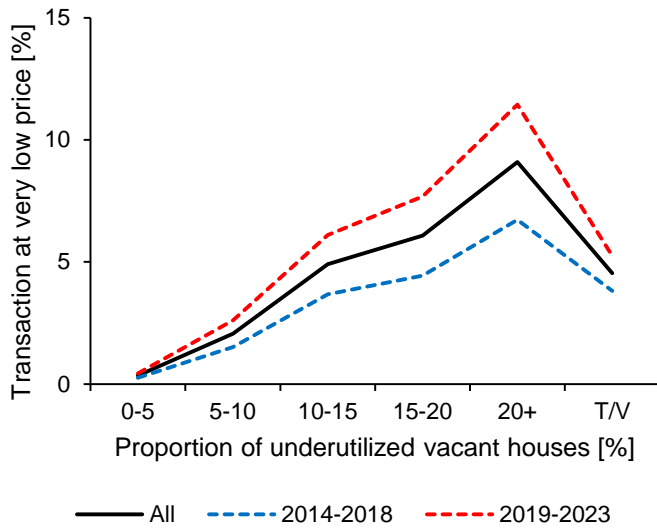 Transaction at very low price [%]
15
10
5
0
0-5 5-10 10-15 15-20 20+ T/V
Proportion of underutilized vacant houses [%]
All 2014-2018 2019-2023